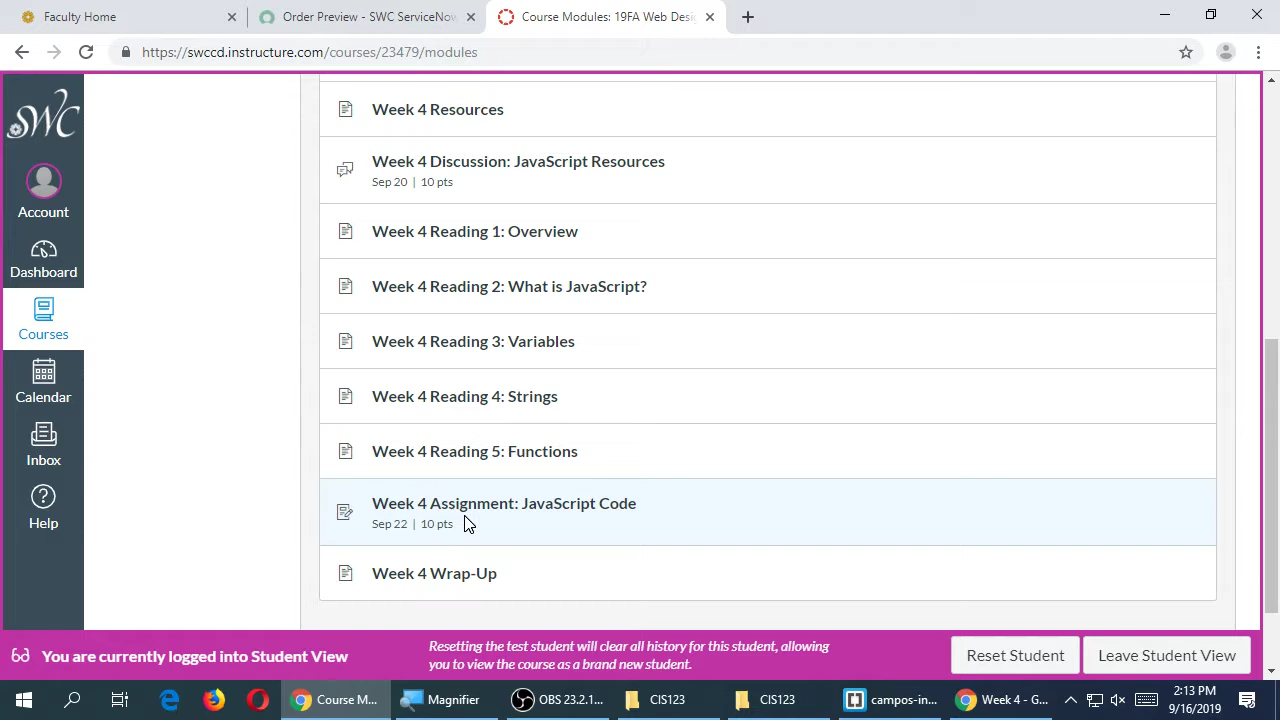 Faculty Home
Order Preview - SWC ServiceNow
Course Modules: 19FA Web Desi
https://swccd.instructure.com/courses/23479/modules
SWC
Account
Dashboard
Courses
Calendar
Inbox
Help
Week 4 Resources
Week 4 Discussion: JavaScript Resources
Sep 20 | 10 pts
Week 4 Reading 1: Overview
Week 4 Reading 2: What is JavaScript?
Week 4 Reading 3: Variables
Week 4 Reading 4: Strings
Week 4 Reading 5: Functions
Week 4 Assignment: JavaScript Code
Sep 22 | 10 pts
Week 4 Wrap-Up
You are currently logged into Student View
Resetting the test student will clear all history for this student, allowing
you to view the course as a brand new student.
Reset Student
Leave Student View
Course M...
Magnifier
OBS 23.2.1...
CIS123
CIS123
campos-in...
Week 4 - G...
2:13 PM
9/16/2019